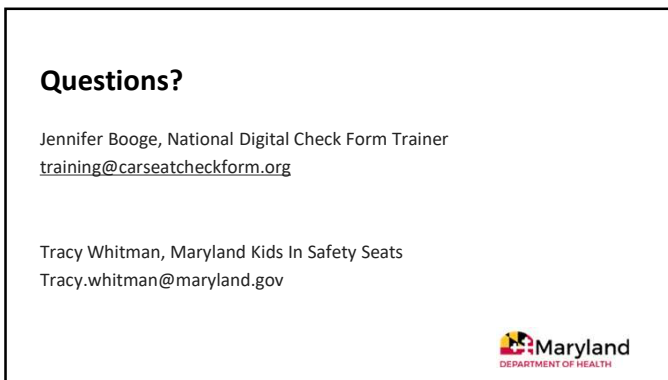 Questions?
Jennifer Booge, National Digital Check Form Trainer
training@carseatcheckform.org
Tracy Whitman, Maryland Kids In Safety Seats
Tracy.whitman@maryland.gov
Maryland
DEPARTMENT OF HEALTH